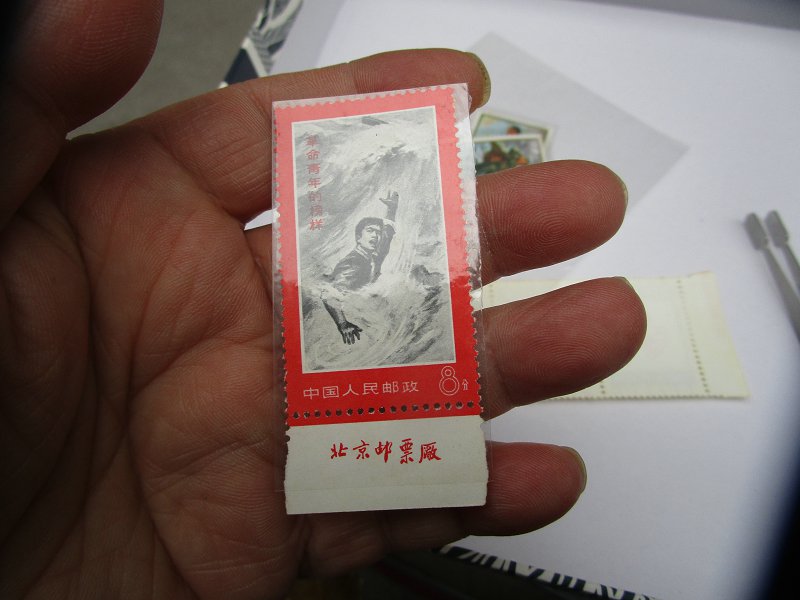 革命青年的榜样
中国人民邮政 8分
北京邮票厂